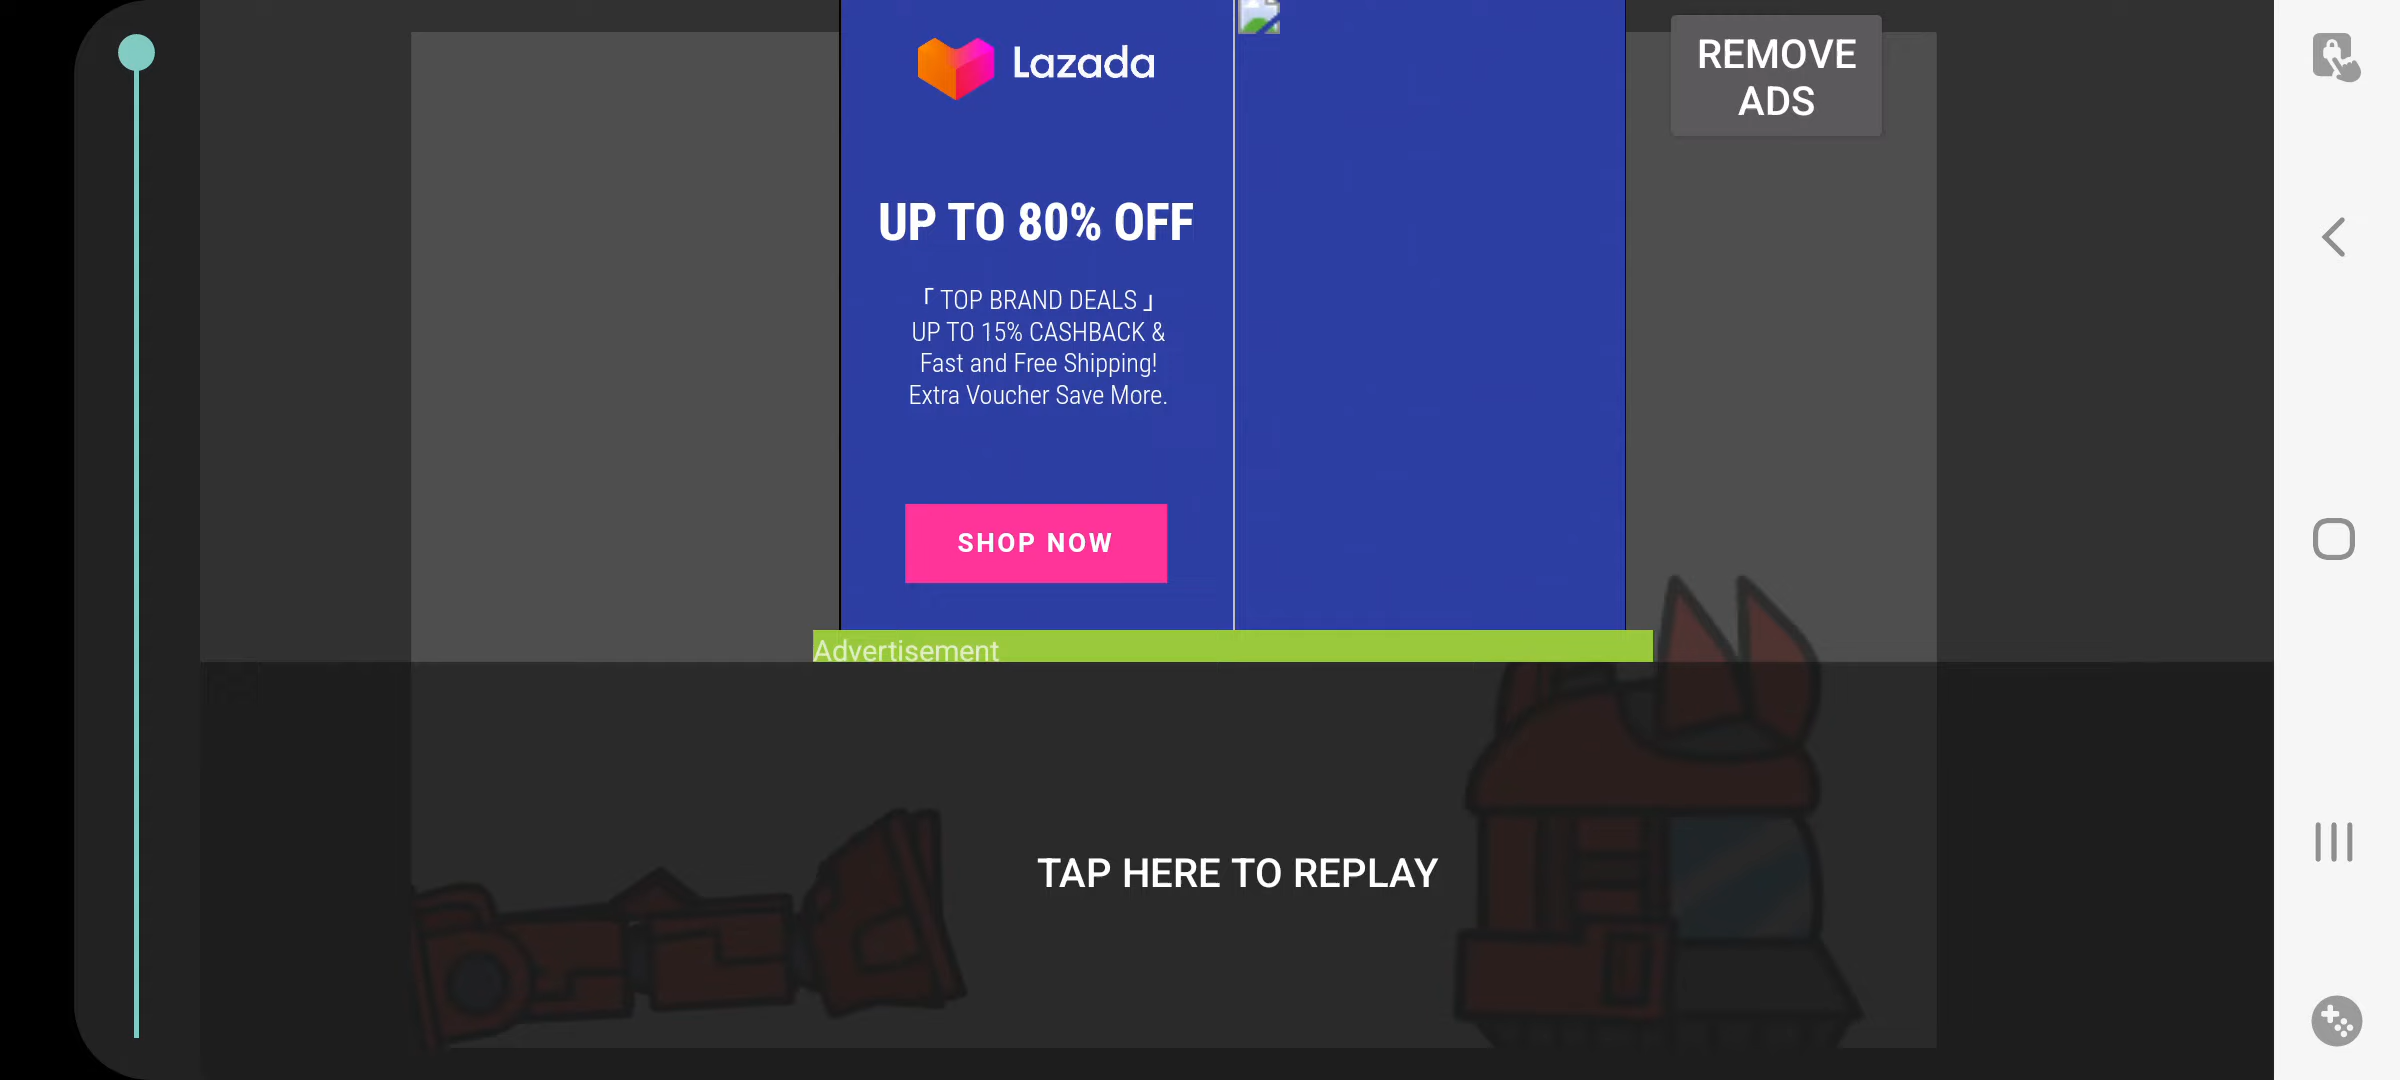 Lazada
REMOVE
ADS
UP TO 80% OFF
「 TOP BRAND DEALS 」
UP TO 15% CASHBACK &
Fast and Free Shipping!
Extra Voucher Save More.
SHOP NOW
Advertisement
TAP HERE TO REPLAY